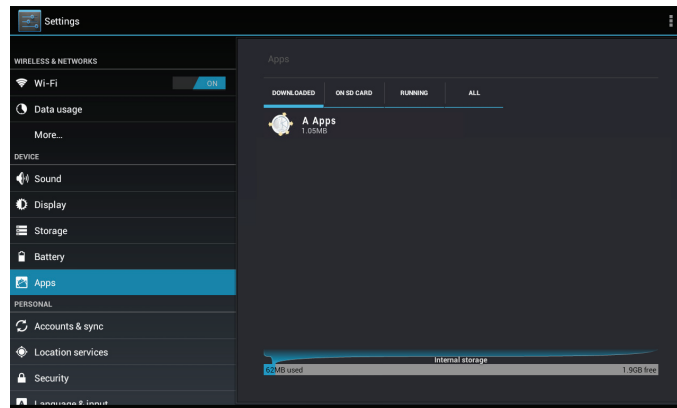 Settings
WIRELESS & NETWORKS
Wi-Fi
ON
Data usage
More...
DEVICE
Sound
Display
Storage
Battery
Apps
PERSONAL
Accounts & sync
Location services
Security
Language & input
Apps
DOWNLOADED ON SD CARD RUNNING ALL
A Apps
1.05MB
Internal storage
62MB used 1.9GB free